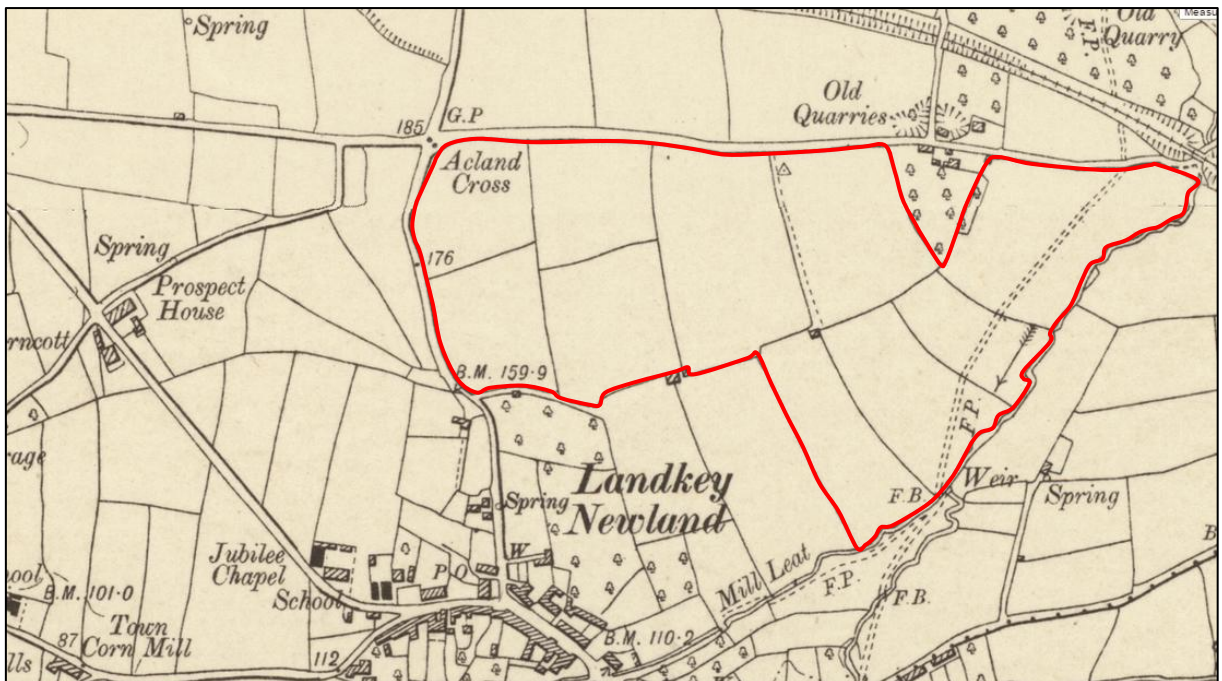 Spring
Old
Quarry
Measu
F.P.
G.P
185
Old
Quarries
Acland
Cross
176
Spring
Prospect
House
rncott
B.M. 159·9
F.P.
rage
Landkey
Newland
Spring
F.B.
Weir
Spring
W
Jubilee
Chapel
P O
School
Mill Leat
F.P.
F.B.
B
hool
B.M. 101·0
87
Town
Corn Mill
lls
112
B.M. 110·2